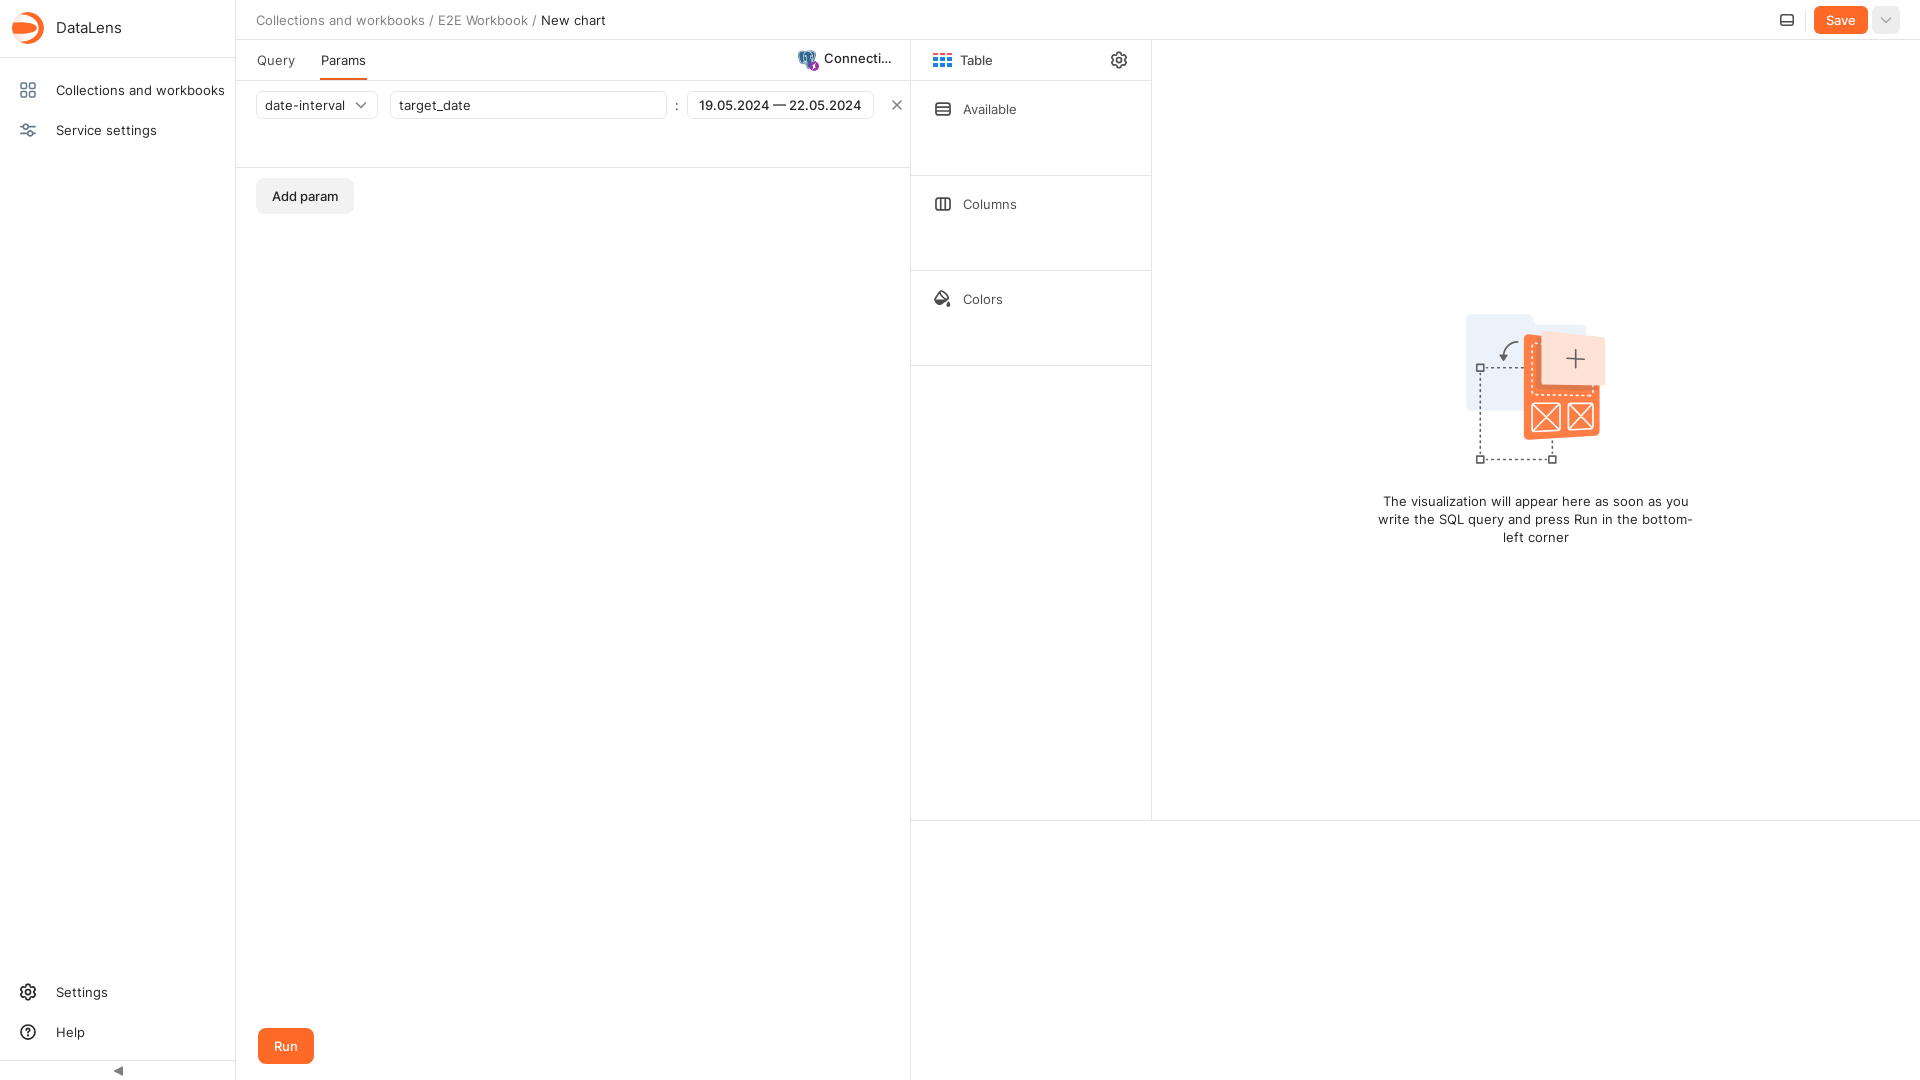 DataLens
Collections and workbooks / E2E Workbook / New chart
Save
Collections and workbooks
Service settings
Query
Params
Connecti...
date-interval
target_date
:
19.05.2024 — 22.05.2024
Add param
Table
Available
Columns
Colors
The visualization will appear here as soon as you
write the SQL query and press Run in the bottom-
left corner
Settings
Help
Run